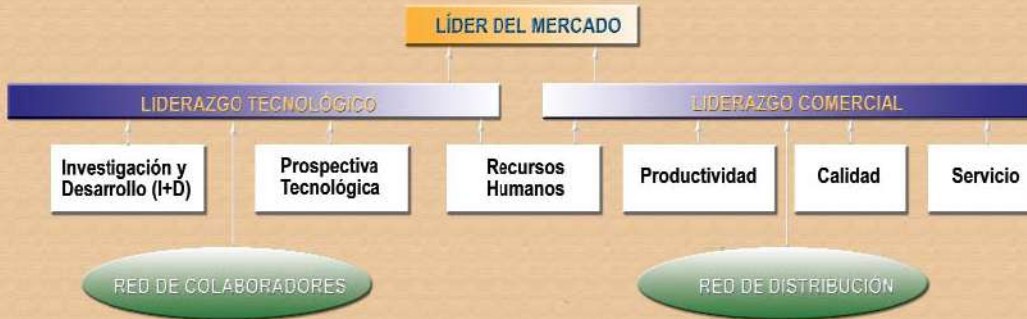 LÍDER DEL MERCADO
LIDERAZGO TECNOLÓGICO
LIDERAZGO COMERCIAL
Investigación y
Desarrollo (I+D)
Prospectiva
Tecnológica
Recursos
Humanos
Productividad
Calidad
Servicio
RED DE COLABORADORES
RED DE DISTRIBUCIÓN